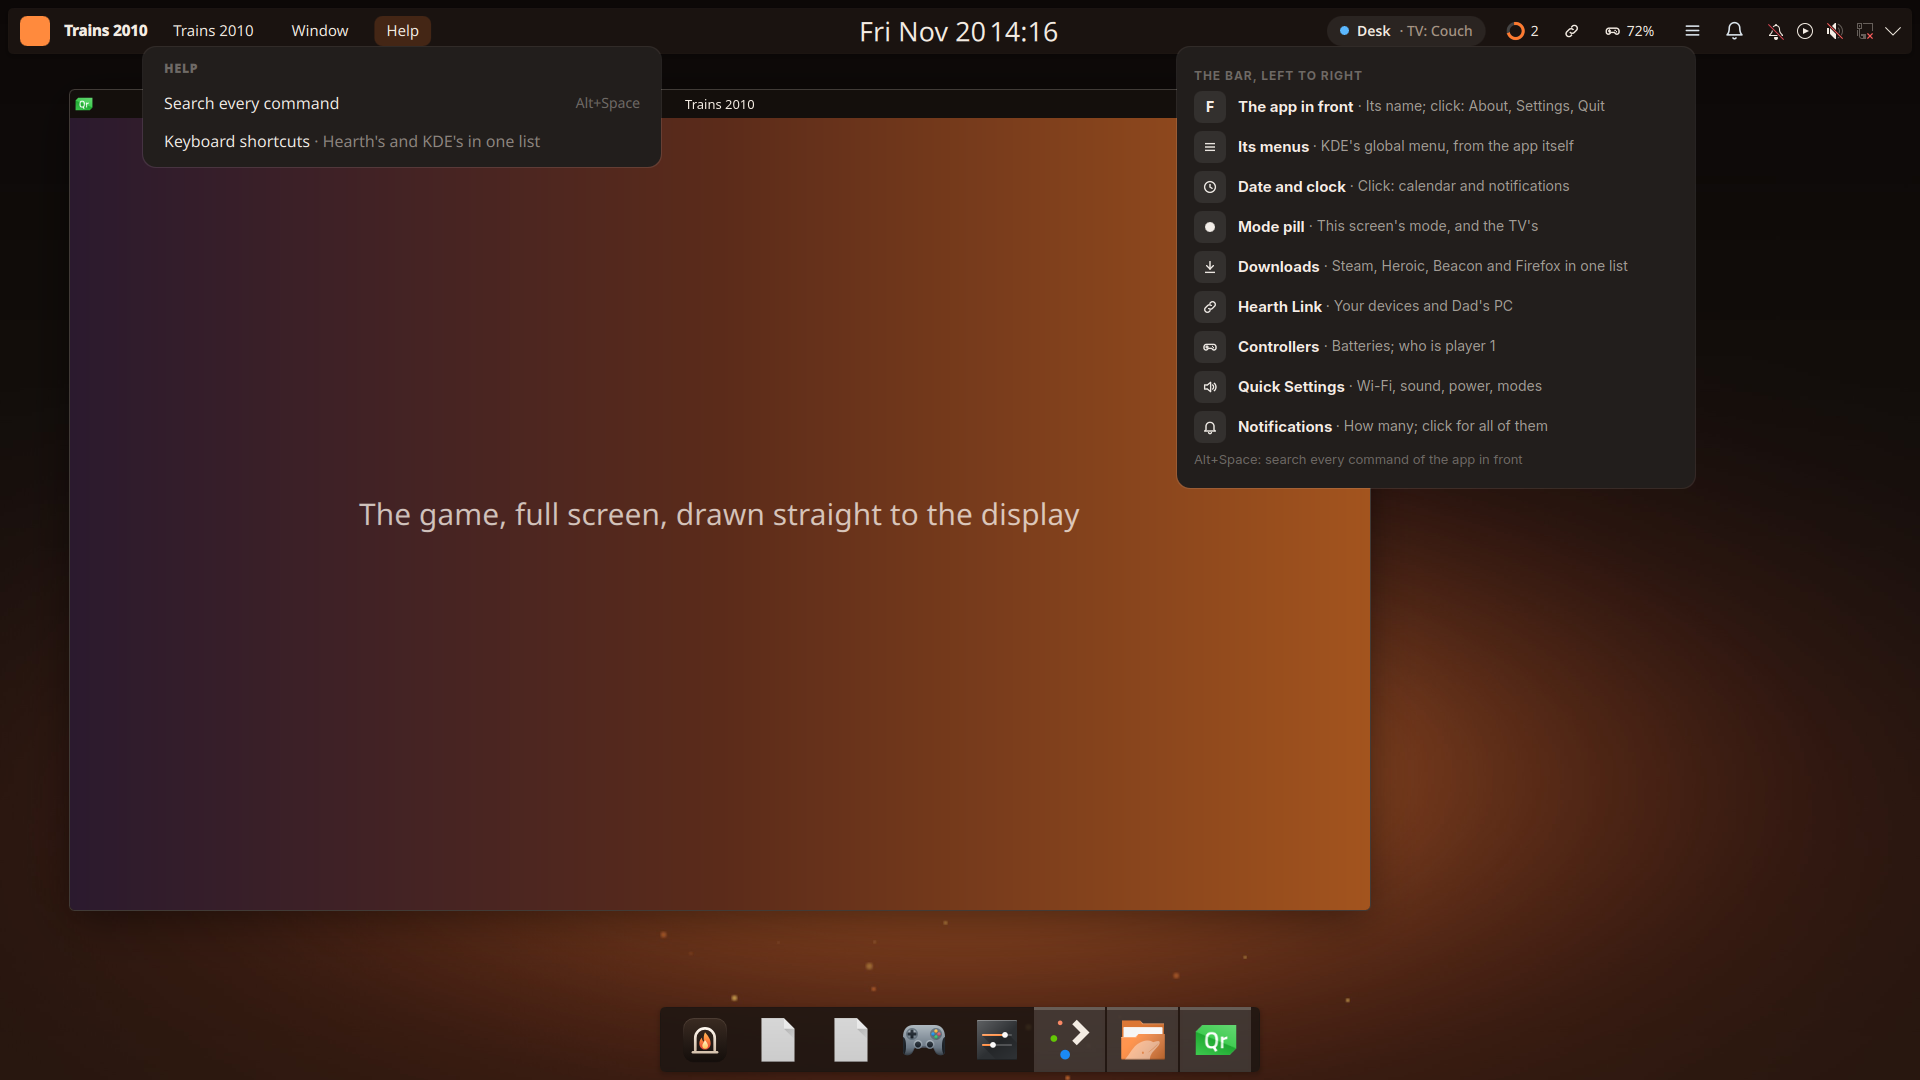 Trains 2010 Trains 2010 Window Help Fri Nov 20 14:16 Desk · TV: Couch 2 72%
HELP
Search every command Alt+Space
Keyboard shortcuts · Hearth's and KDE's in one list
Qr Trains 2010
The game, full screen, drawn straight to the display
THE BAR, LEFT TO RIGHT
F The app in front · Its name; click: About, Settings, Quit
Its menus · KDE's global menu, from the app itself
Date and clock · Click: calendar and notifications
Mode pill · This screen's mode, and the TV's
Downloads · Steam, Heroic, Beacon and Firefox in one list
Hearth Link · Your devices and Dad's PC
Controllers · Batteries; who is player 1
Quick Settings · Wi-Fi, sound, power, modes
Notifications · How many; click for all of them
Alt+Space: search every command of the app in front
Qr